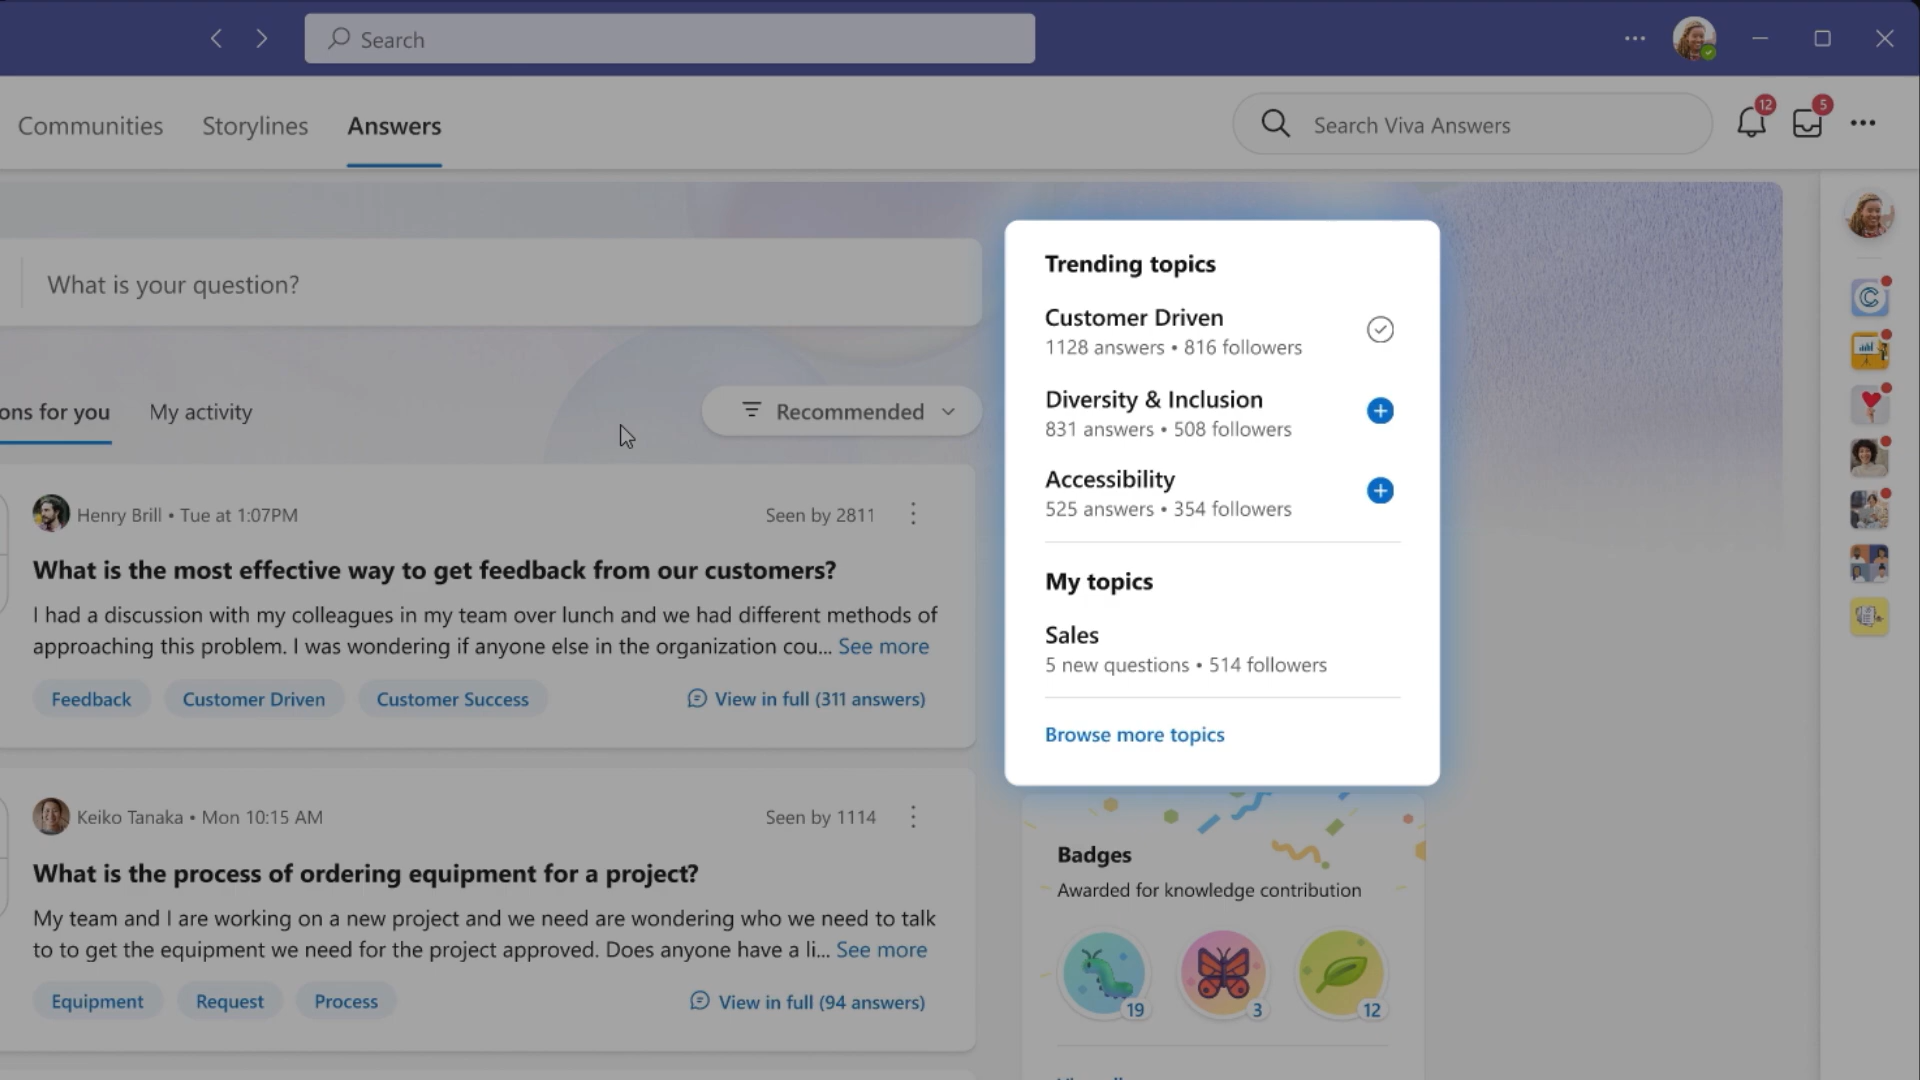 Search
12
5
Communities
Storylines
Answers
Search Viva Answers
What is your question?
ons for you
My activity
Recommended
Henry Brill • Tue at 1:07PM
Seen by 2811
What is the most effective way to get feedback from our customers?
I had a discussion with my colleagues in my team over lunch and we had different methods of
approaching this problem. I was wondering if anyone else in the organization cou... See more
Feedback
Customer Driven
Customer Success
View in full (311 answers)
Keiko Tanaka • Mon 10:15 AM
Seen by 1114
What is the process of ordering equipment for a project?
My team and I are working on a new project and we need are wondering who we need to talk
to to get the equipment we need for the project approved. Does anyone have a li... See more
Equipment
Request
Process
View in full (94 answers)
Trending topics
Customer Driven
1128 answers • 816 followers
Diversity & Inclusion
831 answers • 508 followers
Accessibility
525 answers • 354 followers
My topics
Sales
5 new questions • 514 followers
Browse more topics
Badges
Awarded for knowledge contribution
19
3
12